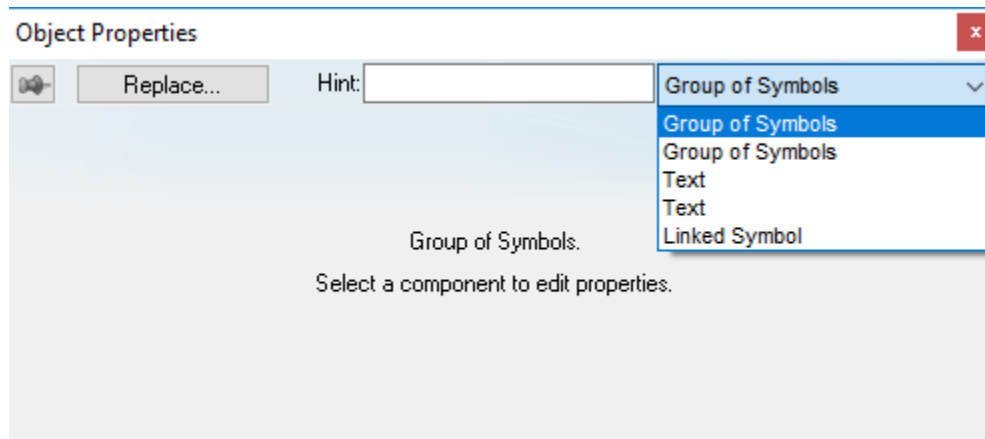 Object Properties
x
Replace...
Hint:
Group of Symbols
Group of Symbols
Group of Symbols
Text
Text
Linked Symbol
Group of Symbols.
Select a component to edit properties.